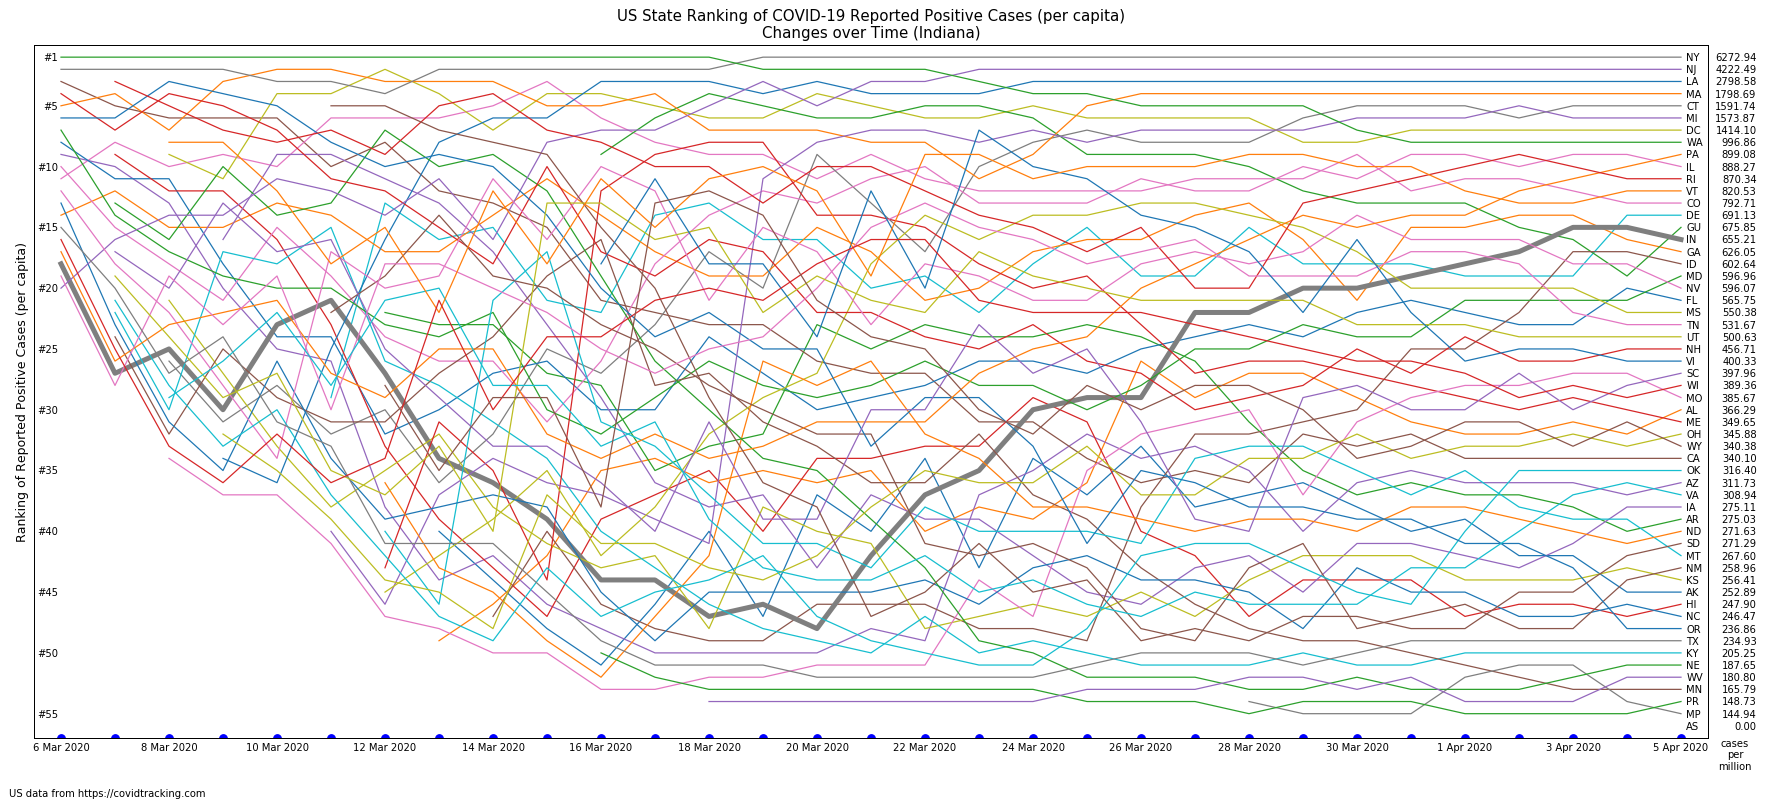 US State Ranking of COVID-19 Reported Positive Cases (per capita)
Changes over Time (Indiana)
Ranking of Reported Positive Cases (per capita)
#1
#5
#10
#15
#20
#25
#30
#35
#40
#45
#50
#55
NY 6272.94
NJ 4222.49
LA 2798.58
MA 1798.69
CT 1591.74
MI 1573.87
DC 1414.10
WA 996.86
PA 899.08
IL 888.27
RI 870.34
VT 820.53
CO 792.71
DE 691.13
GU 675.85
IN 655.21
GA 626.05
ID 602.64
MD 596.96
NV 596.07
FL 565.75
MS 550.38
TN 531.67
UT 500.63
NH 456.71
VI 400.33
SC 397.96
WI 389.36
MO 385.67
AL 366.29
ME 349.65
OH 345.88
WY 340.38
CA 340.10
OK 316.40
AZ 311.73
VA 308.94
IA 275.11
AR 275.03
ND 271.63
SD 271.29
MT 267.60
NM 258.96
KS 256.41
AK 252.89
HI 247.90
NC 246.47
OR 236.86
TX 234.93
KY 205.25
NE 187.65
WV 180.80
MN 165.79
PR 148.73
MP 144.94
AS 0.00
6 Mar 2020 8 Mar 2020 10 Mar 2020 12 Mar 2020 14 Mar 2020 16 Mar 2020 18 Mar 2020 20 Mar 2020 22 Mar 2020 24 Mar 2020 26 Mar 2020 28 Mar 2020 30 Mar 2020 1 Apr 2020 3 Apr 2020 5 Apr 2020
cases
per
million
US data from https://covidtracking.com